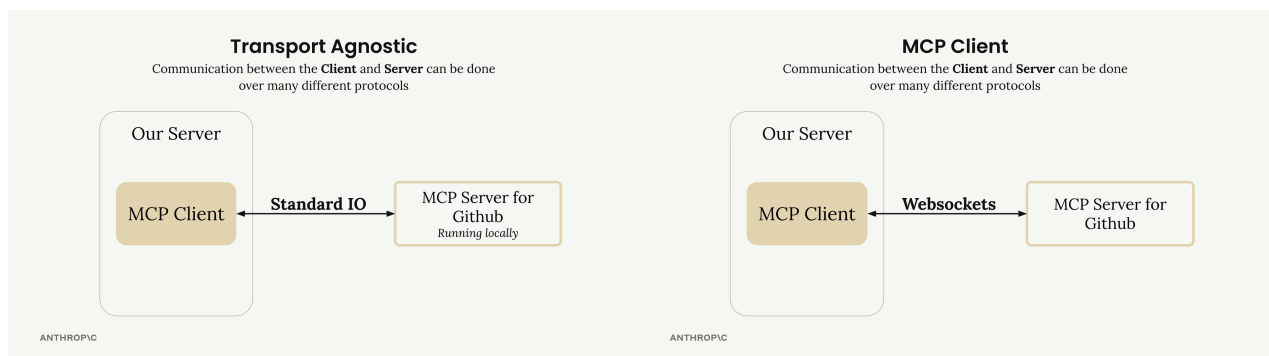 Transport Agnostic
Communication between the Client and Server can be done
over many different protocols
Our Server
MCP Client
Standard IO
MCP Server for
Github
Running locally
ANTHROP\C
MCP Client
Communication between the Client and Server can be done
over many different protocols
Our Server
MCP Client
Websockets
MCP Server for
Github
ANTHROP\C